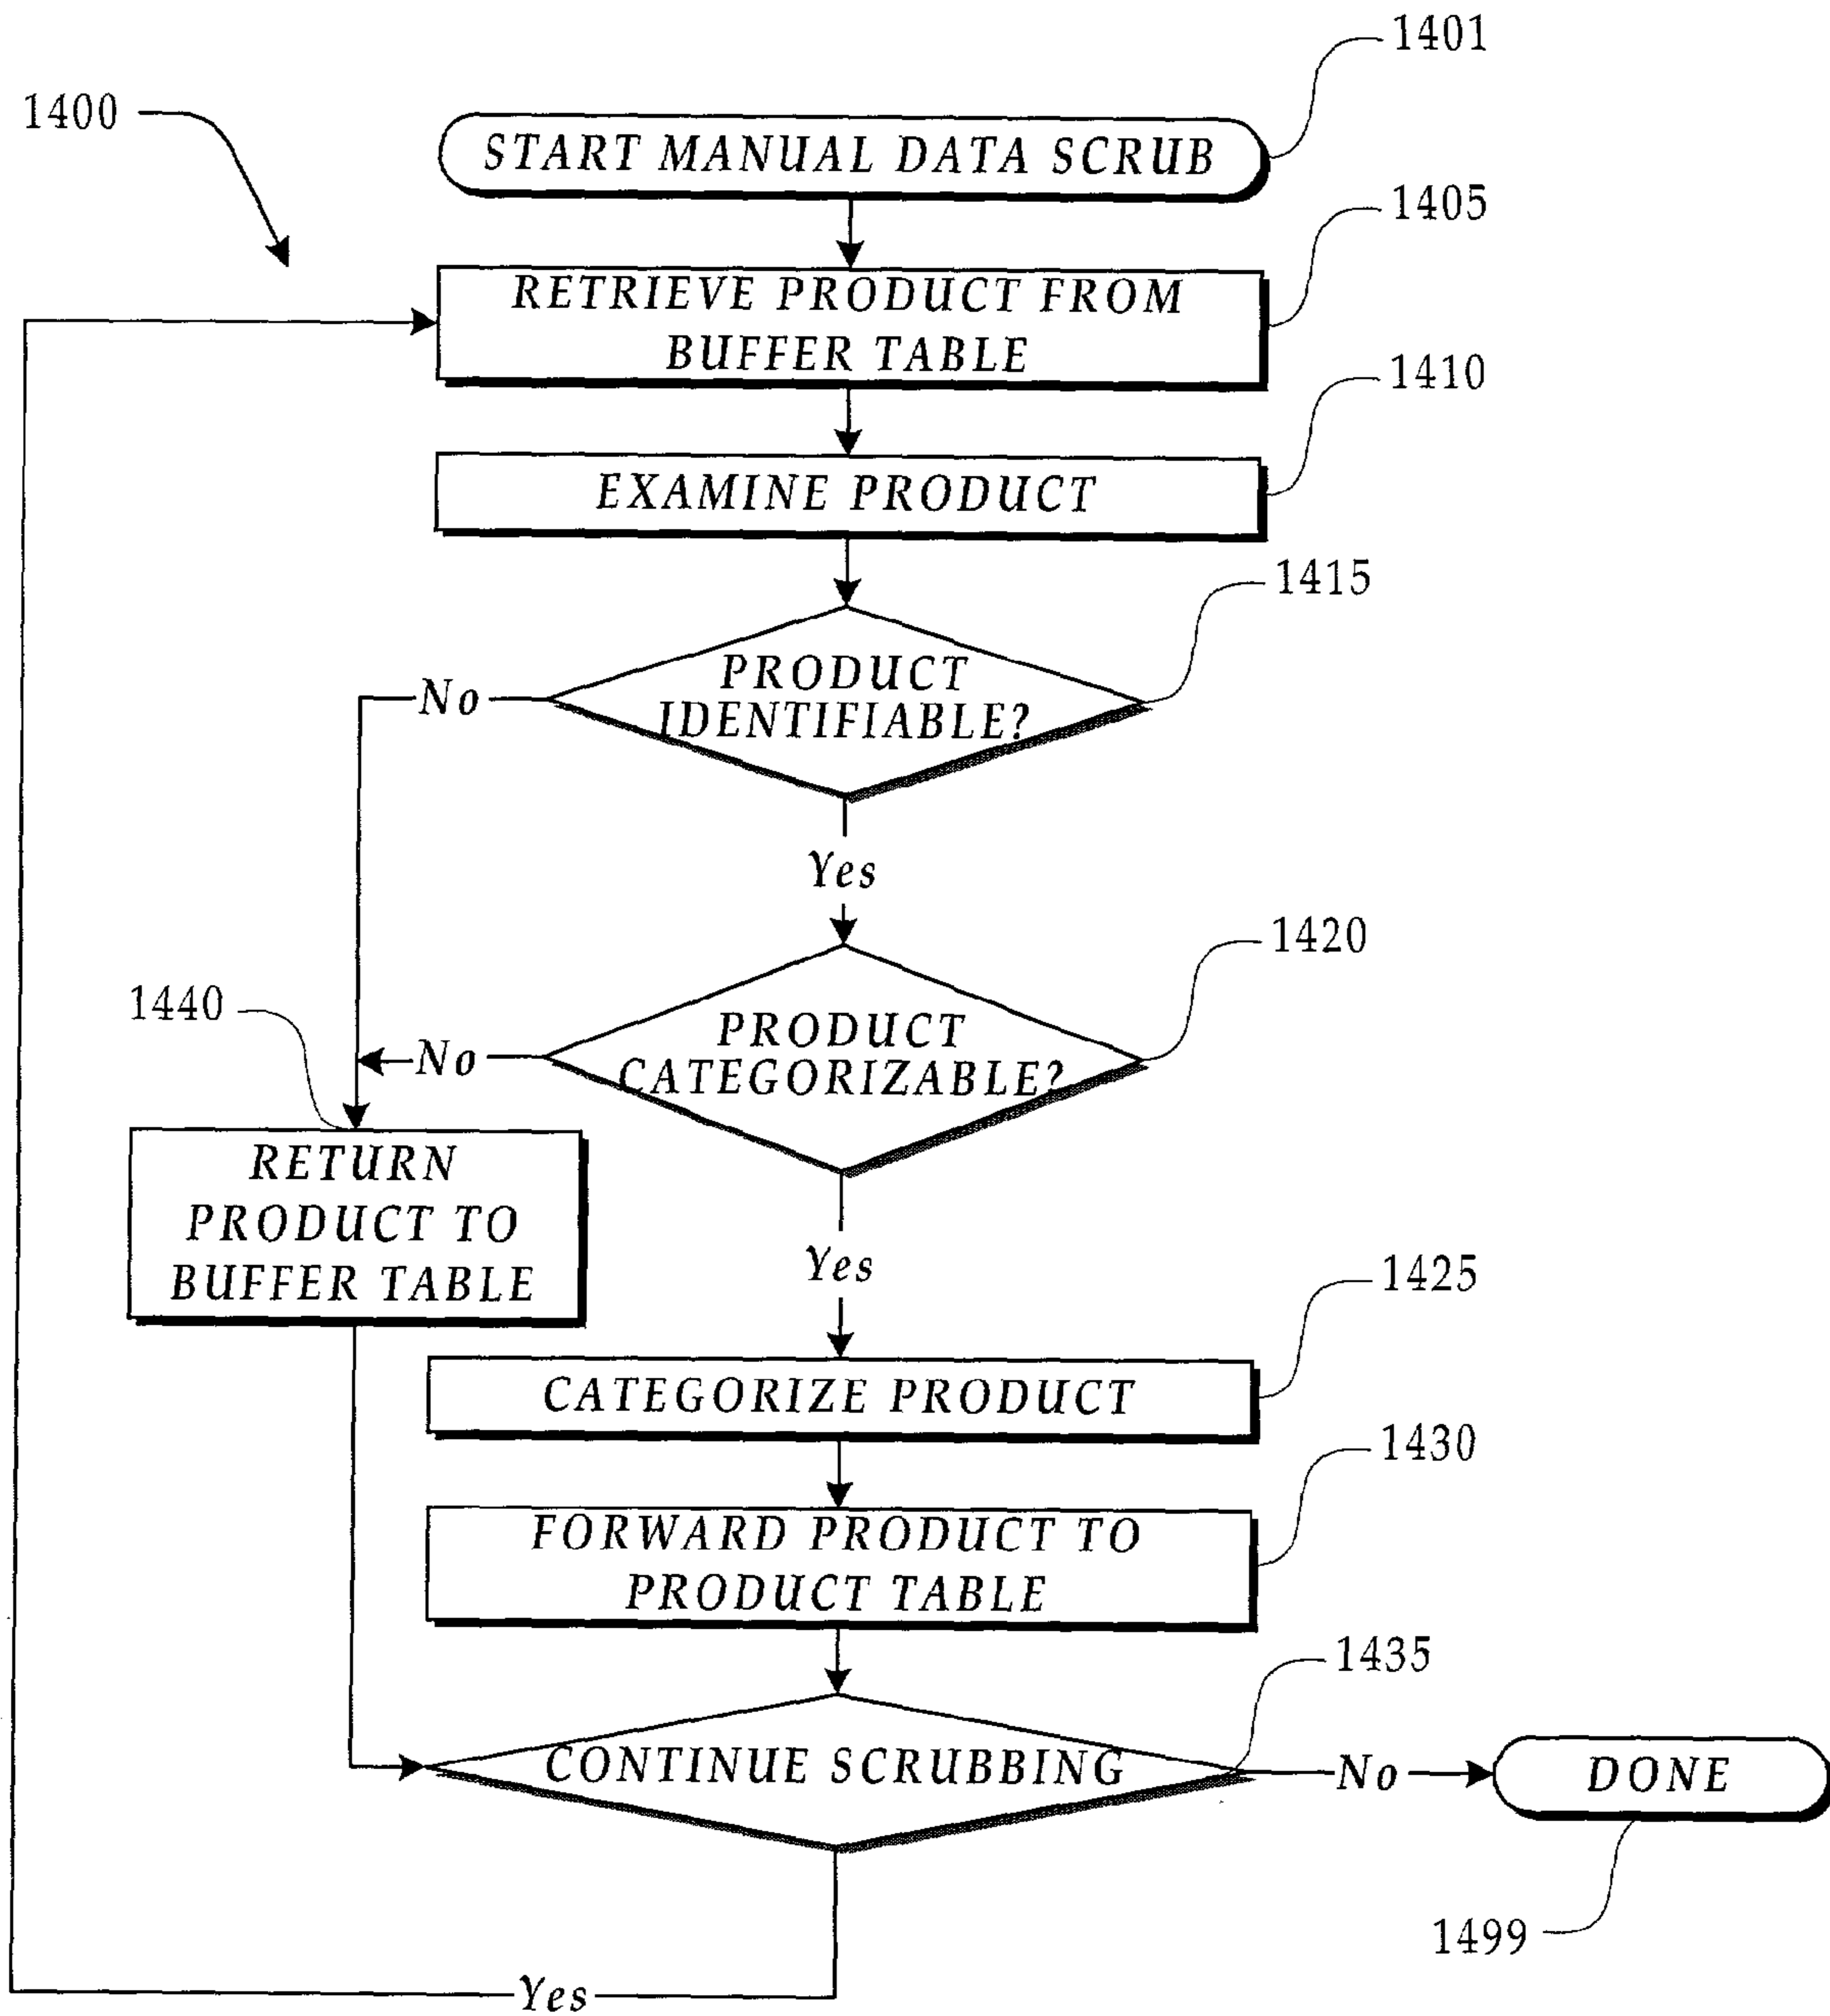 1401
1400
START MANUAL DATA SCRUB
1405
RETRIEVE PRODUCT FROM
BUFFER TABLE
1410
EXAMINE PRODUCT
1415
PRODUCT
IDENTIFIABLE?
No
Yes
1420
1440
PRODUCT
CATEGORIZABLE?
No
RETURN
PRODUCT TO
BUFFER TABLE
Yes
1425
CATEGORIZE PRODUCT
1430
FORWARD PRODUCT TO
PRODUCT TABLE
1435
CONTINUE SCRUBBING
No
DONE
1499
Yes